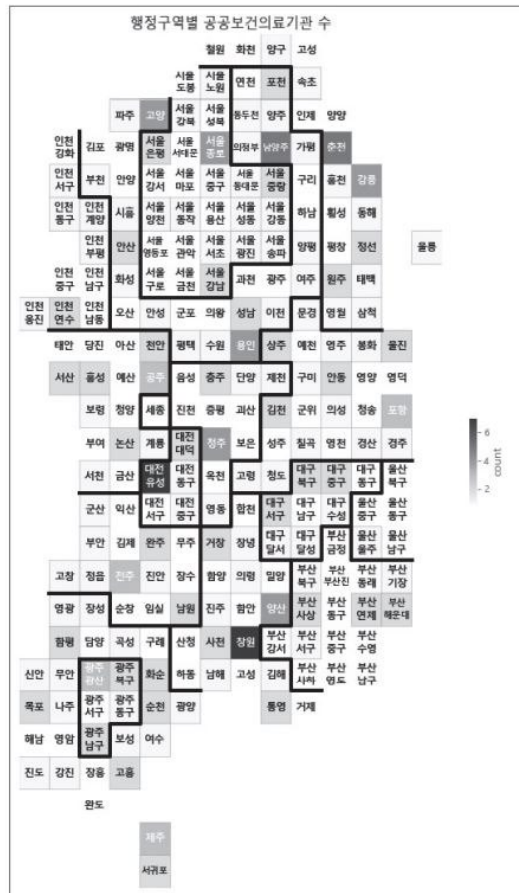 행정구역별 공공보건의료기관 수
철원 화천 양구 고성
서울 도봉 서울 노원 연천 포천 속초
파주 고양 서울 강북 서울 성북 동두천 양주 인제 양양
인천 강화 김포 광명 서울 은평 서울 서대문 서울 종로 의정부 남양주 가평 춘천
인천 서구 부천 안양 서울 강서 서울 마포 서울 중구 서울 동대문 서울 중랑 구리 홍천 강릉
인천 동구 인천 계양 시흥 서울 양천 서울 동작 서울 용산 서울 성동 서울 강동 하남 횡성 동해
인천 부평 안산 서울 영등포 서울 관악 서울 서초 서울 광진 서울 송파 양평 평창 정선 울릉
인천 중구 인천 남구 화성 서울 구로 서울 금천 서울 강남 과천 광주 여주 원주 태백
인천 옹진 인천 연수 인천 남동 오산 안성 군포 의왕 성남 이천 문경 영월 삼척
태안 당진 아산 천안 평택 수원 용인 상주 예천 영주 봉화 울진
서산 홍성 예산 공주 음성 충주 단양 제천 구미 안동 영양 영덕
보령 청양 세종 진천 증평 괴산 김천 군위 의성 청송 포항
부여 논산 계룡 대전 대덕 청주 보은 성주 칠곡 영천 경산 경주
서천 금산 대전 유성 대전 동구 옥천 고령 청도 대구 북구 대구 중구 대구 동구 울산 북구
군산 익산 대전 서구 대전 중구 영동 합천 대구 서구 대구 남구 대구 수성 울산 중구 울산 동구
부안 김제 완주 무주 거창 창녕 대구 달서 대구 달성 부산 금정 울산 울주 울산 남구
고창 정읍 전주 진안 장수 함양 의령 밀양 부산 북구 부산 부산진 부산 동래 부산 기장
영광 장성 순창 임실 남원 진주 함안 양산 부산 사상 부산 동구 부산 연제 부산 해운대
함평 담양 곡성 구례 산청 사천 창원 부산 강서 부산 서구 부산 중구 부산 수영
신안 무안 광주 광산 광주 북구 화순 하동 남해 고성 김해 부산 사하 부산 영도 부산 남구
목포 나주 광주 서구 광주 동구 순천 광양 통영 거제
해남 영암 광주 남구 보성 여수
진도 강진 장흥 고흥
완도
제주
서귀포
6
4
2
count